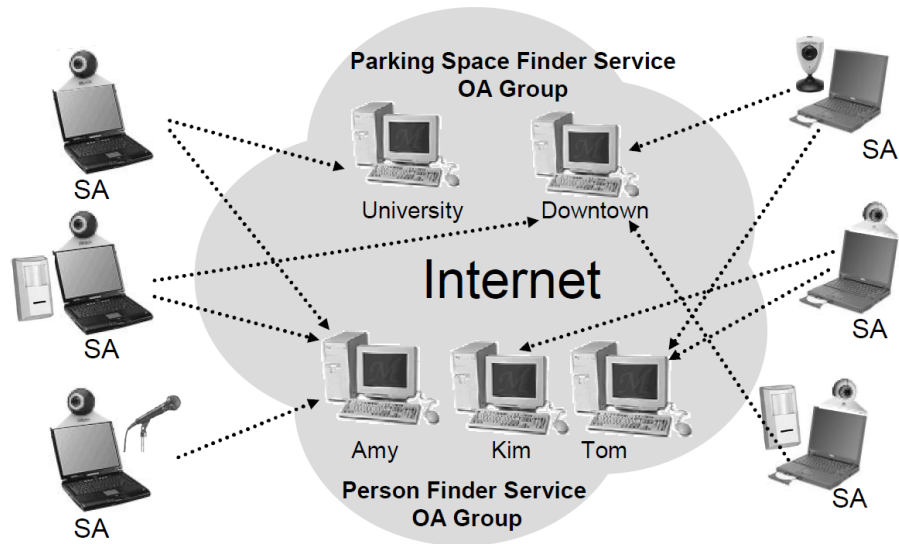 Parking Space Finder Service
OA Group
SA
SA
University
Downtown
Internet
SA
SA
Amy
Kim
Tom
SA
SA
Person Finder Service
OA Group